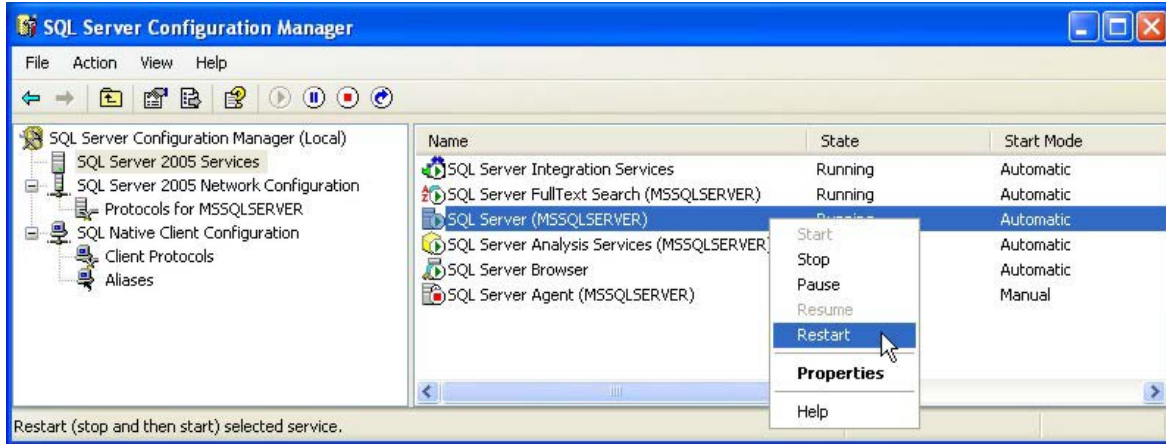 SQL Server Configuration Manager
File Action View Help
SQL Server Configuration Manager (Local)
SQL Server 2005 Services
SQL Server 2005 Network Configuration
Protocols for MSSQLSERVER
SQL Native Client Configuration
Client Protocols
Aliases
Name State Start Mode
SQL Server Integration Services Running Automatic
SQL Server FullText Search (MSSQLSERVER) Running Automatic
SQL Server (MSSQLSERVER) Running Automatic
SQL Server Analysis Services (MSSQLSERVER) Automatic
SQL Server Browser Automatic
SQL Server Agent (MSSQLSERVER) Manual
Start
Stop
Pause
Resume
Restart
Properties
Help
Restart (stop and then start) selected service.